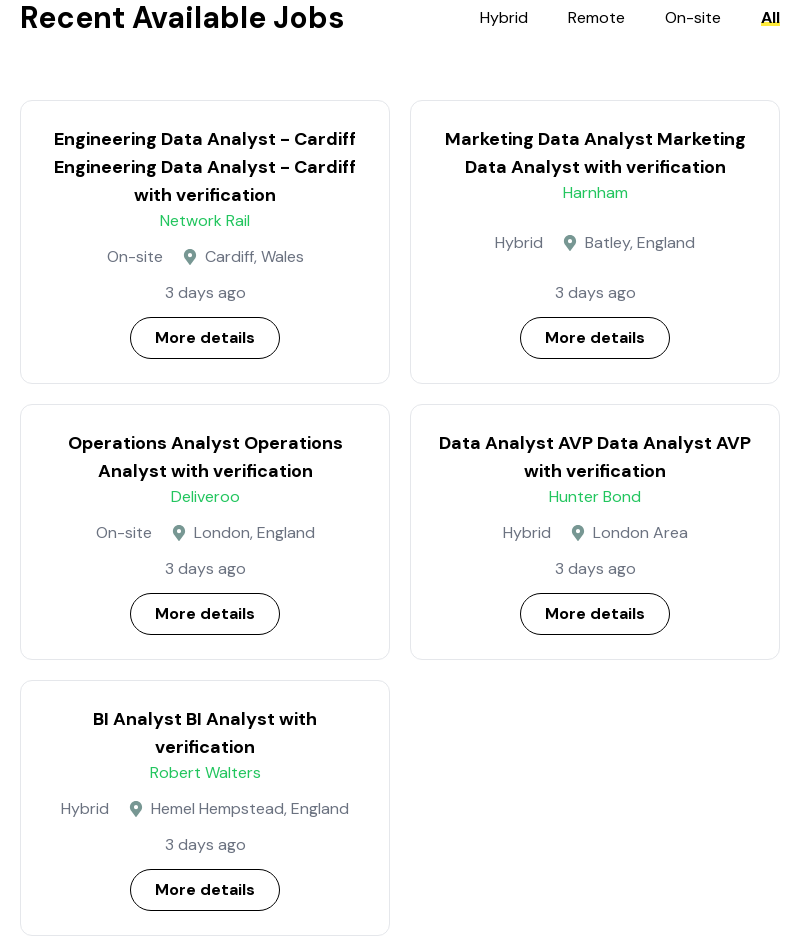 Recent Available Jobs
Hybrid Remote On-site All
Engineering Data Analyst - Cardiff
Engineering Data Analyst - Cardiff
with verification
Network Rail
On-site Cardiff, Wales
3 days ago
More details
Marketing Data Analyst Marketing
Data Analyst with verification
Harnham
Hybrid Batley, England
3 days ago
More details
Operations Analyst Operations
Analyst with verification
Deliveroo
On-site London, England
3 days ago
More details
Data Analyst AVP Data Analyst AVP
with verification
Hunter Bond
Hybrid London Area
3 days ago
More details
BI Analyst BI Analyst with
verification
Robert Walters
Hybrid Hemel Hempstead, England
3 days ago
More details